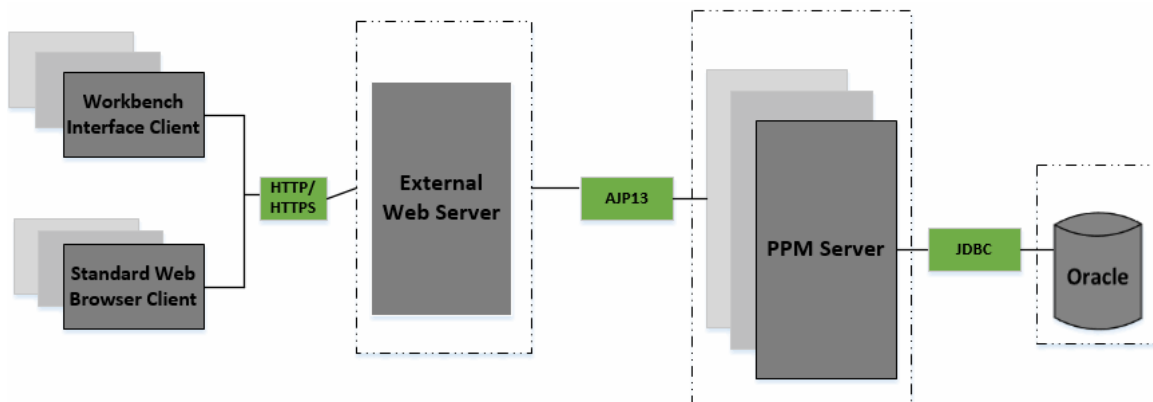 Workbench
Interface Client
Standard Web
Browser Client
HTTP/
HTTPS
External
Web Server
AJP13
PPM Server
JDBC
Oracle